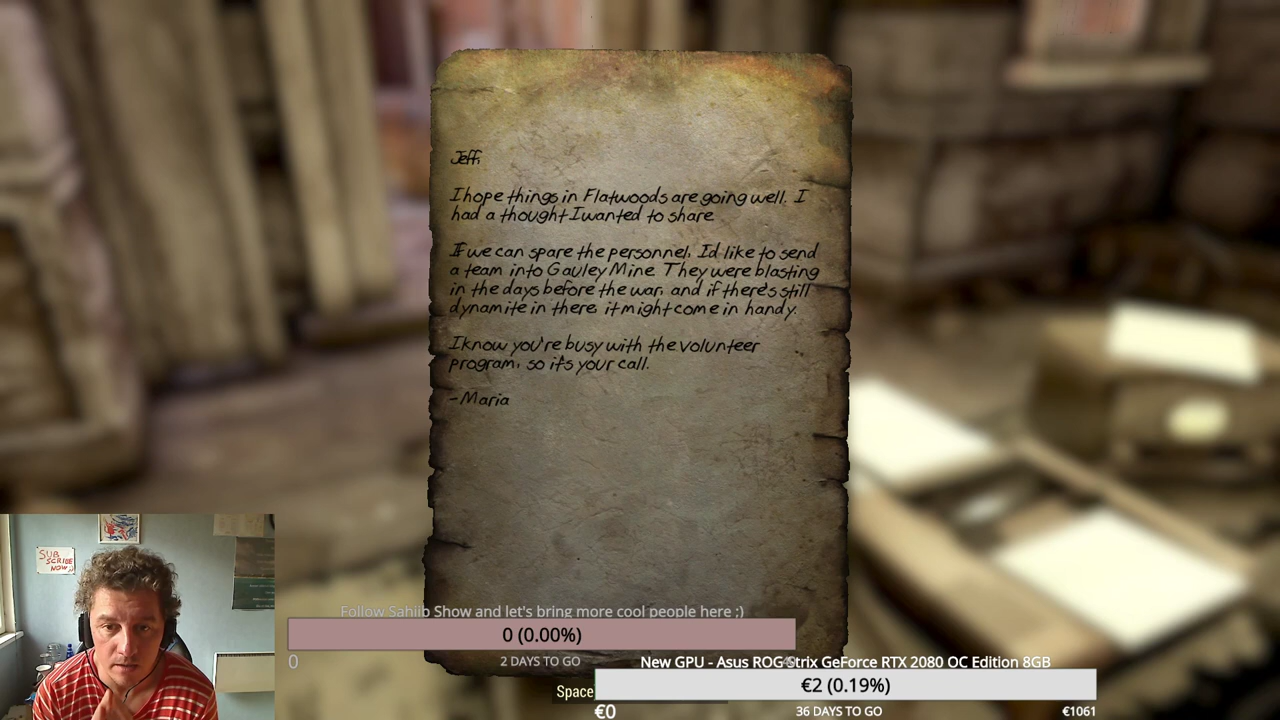 Jeff,
I hope things in Flatwoods are going well. I
had a thought I wanted to share.
If we can spare the personnel, I'd like to send
a team into Gauley Mine. They were blasting
in the days before the war, and if there's still
dynamite in there, it might come in handy.
I know you're busy with the volunteer
program, so it's your call.
- Maria
SUB
SCRIBE
NOW ;)
Follow Sahiib Show and let's bring more cool people here ;)
0 (0.00%)
0
2 DAYS TO GO
New GPU - Asus ROG Strix GeForce RTX 2080 OC Edition 8GB
Space
€2 (0.19%)
€0
36 DAYS TO GO
€1061